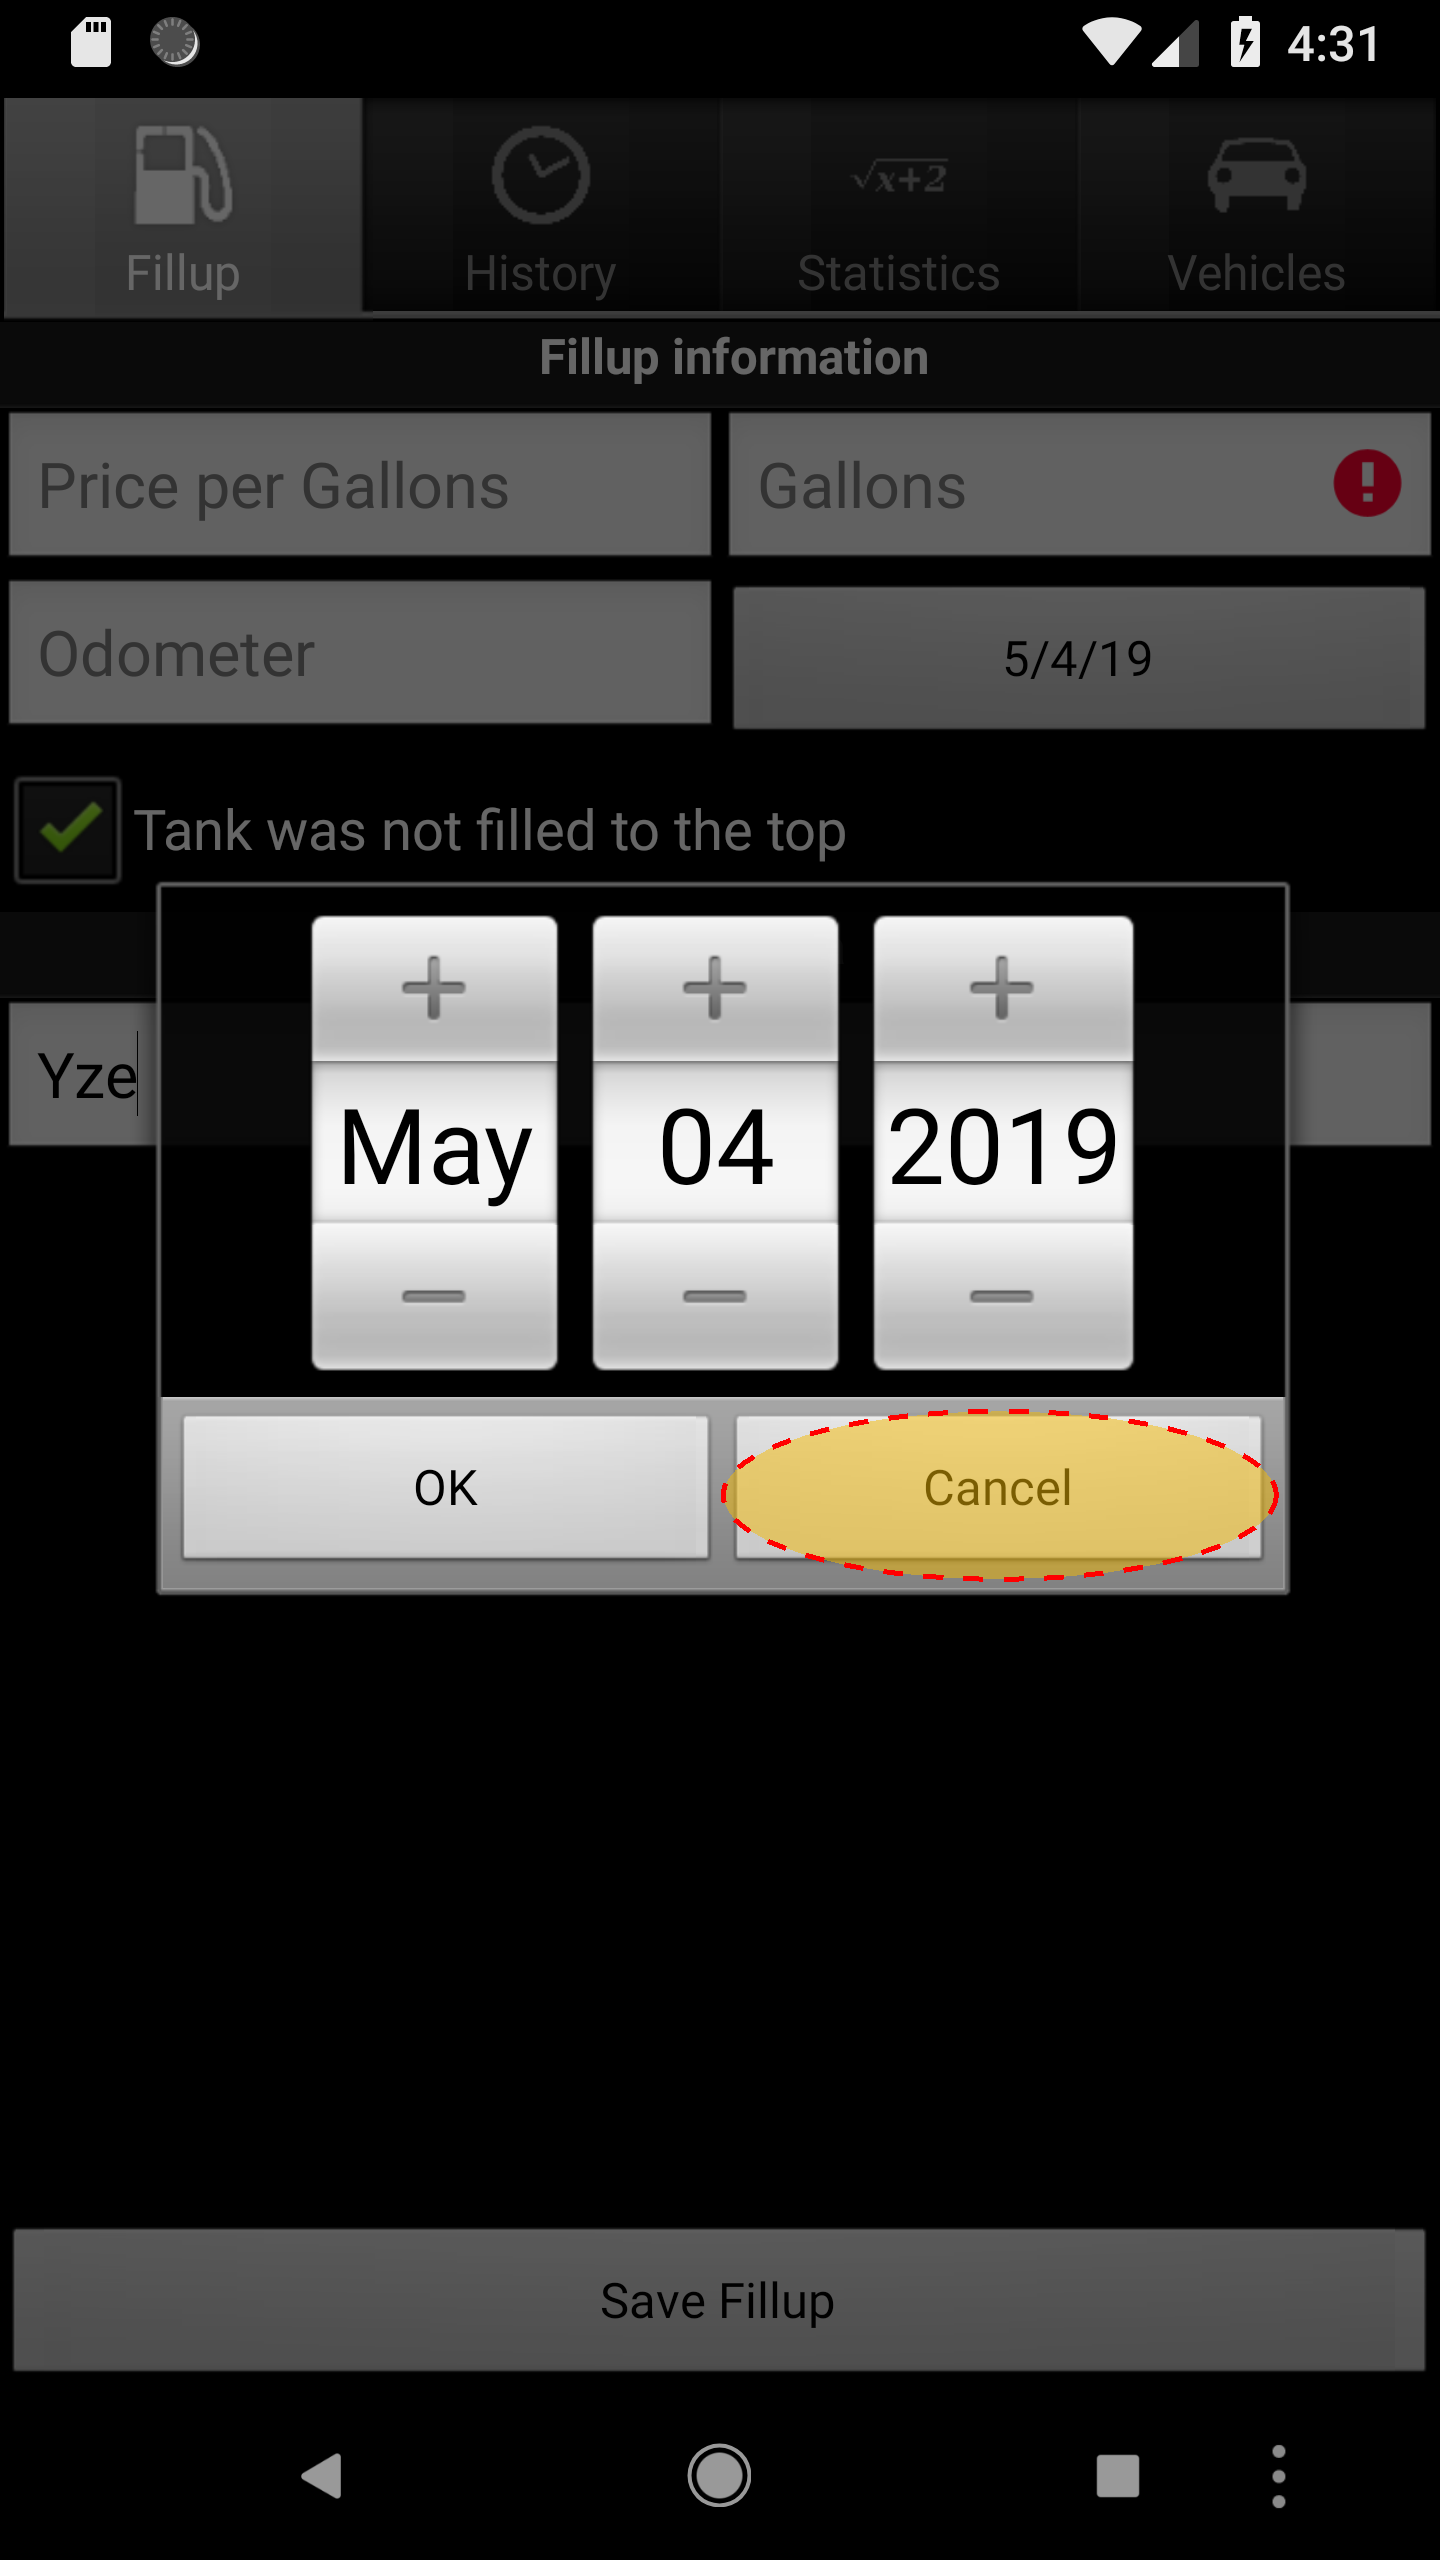 4:31
√x+2
Fillup History Statistics Vehicles
Fillup information
Price per Gallons Gallons
Odometer 5/4/19
Tank was not filled to the top
Yze
May 04 2019
OK Cancel
Save Fillup